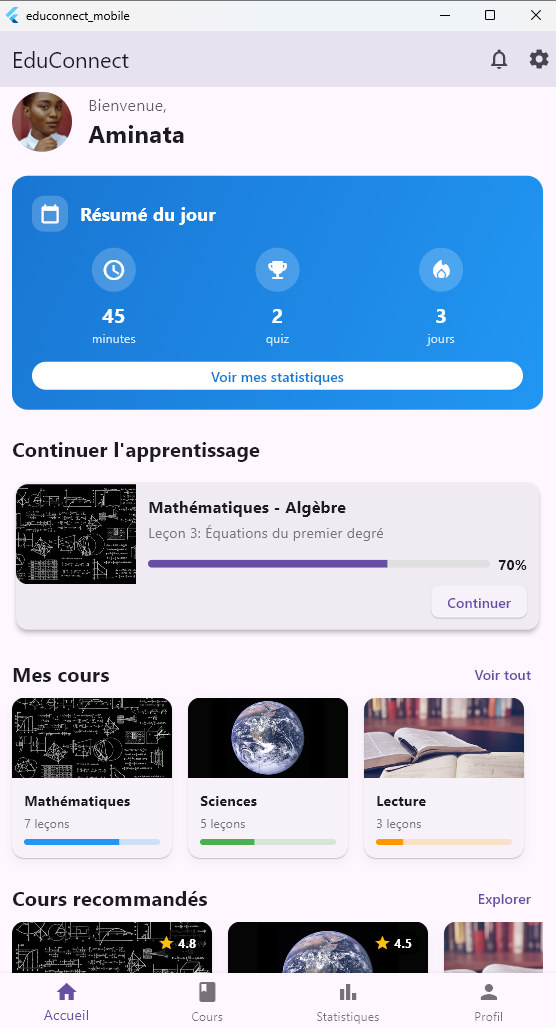 educonnect_mobile
EduConnect
Bienvenue,
Aminata
Résumé du jour
45
2
3
minutes
quiz
jours
Voir mes statistiques
Continuer l'apprentissage
Mathématiques - Algèbre
Leçon 3: Équations du premier degré
70%
Continuer
Mes cours
Voir tout
Mathématiques
Sciences
Lecture
7 leçons
5 leçons
3 leçons
Cours recommandés
Explorer
4.8
4.5
Accueil
Cours
Statistiques
Profil